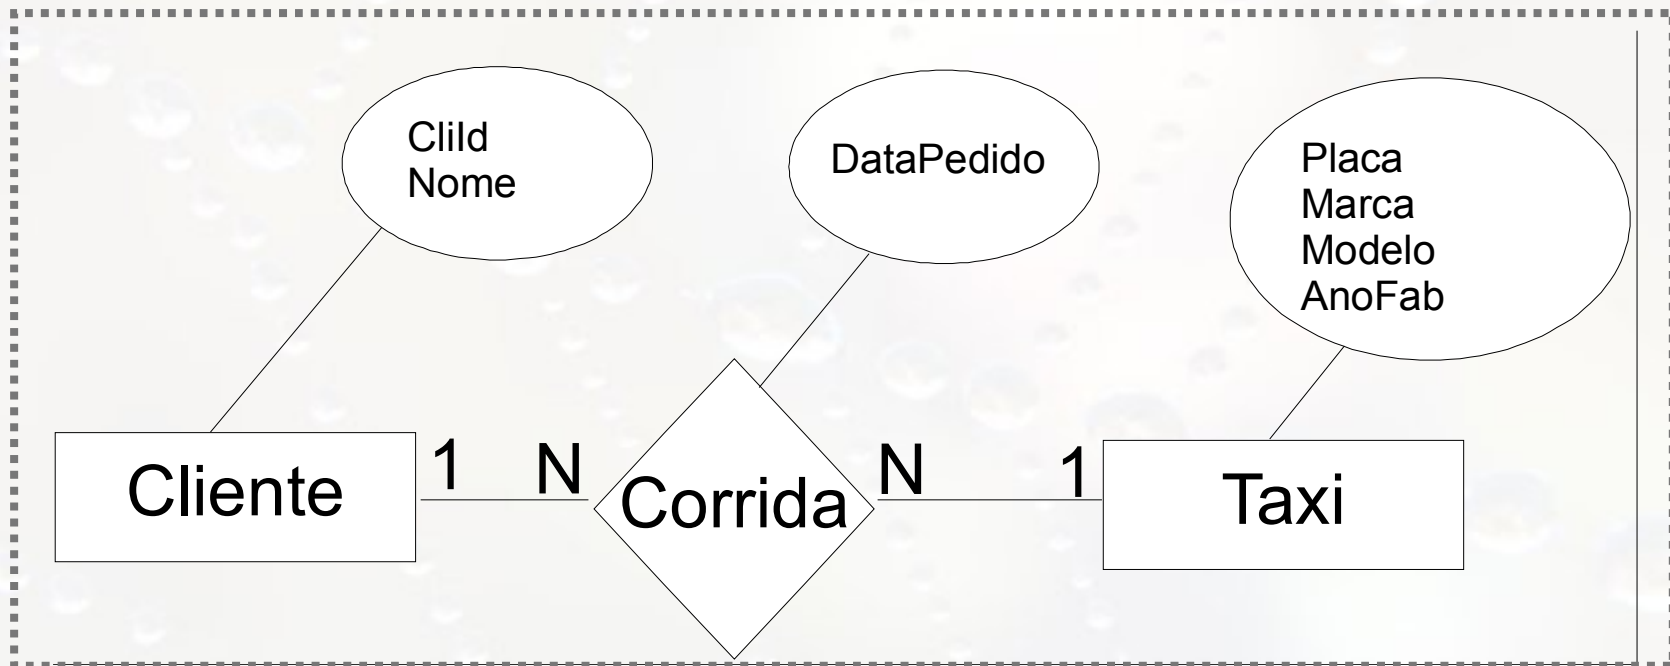 CliId
Nome
DataPedido
Placa
Marca
Modelo
AnoFab
Cliente
1
N
Corrida
N
1
Taxi